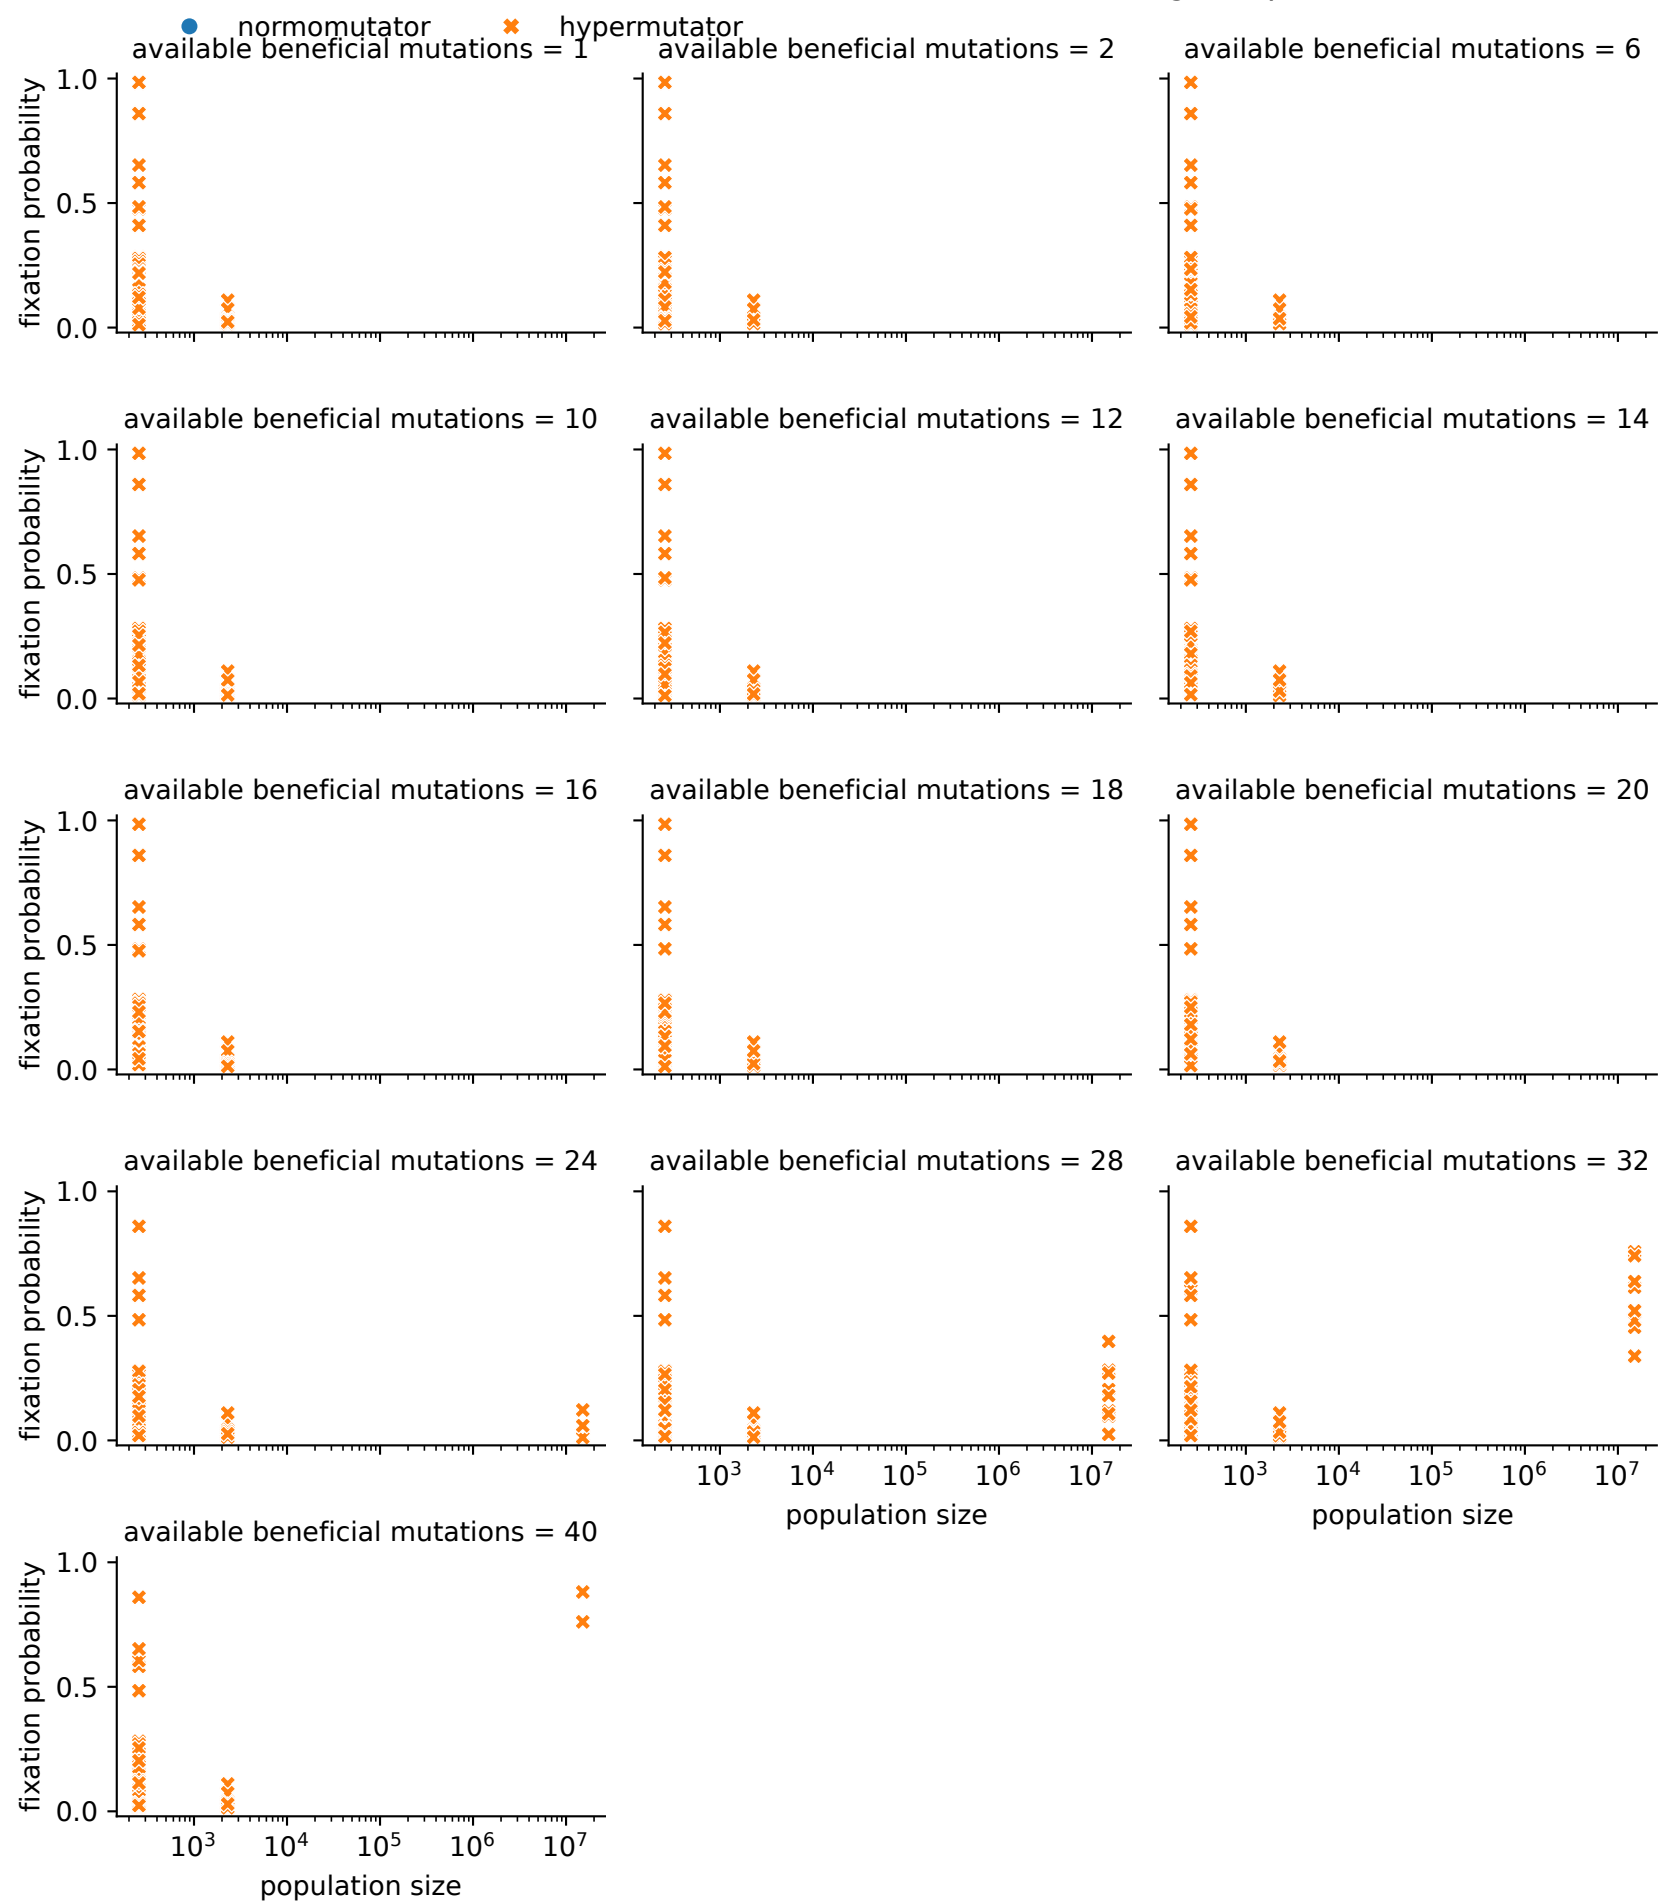 normomutator hypermutator
available beneficial mutations = 1 available beneficial mutations = 2 available beneficial mutations = 6
fixation probability
1.0
0.5
0.0
available beneficial mutations = 10 available beneficial mutations = 12 available beneficial mutations = 14
fixation probability
1.0
0.5
0.0
available beneficial mutations = 16 available beneficial mutations = 18 available beneficial mutations = 20
fixation probability
1.0
0.5
0.0
available beneficial mutations = 24 available beneficial mutations = 28 available beneficial mutations = 32
fixation probability
1.0
0.5
0.0
10³ 10⁴ 10⁵ 10⁶ 10⁷ 10³ 10⁴ 10⁵ 10⁶ 10⁷
population size population size
available beneficial mutations = 40
fixation probability
1.0
0.5
0.0
10³ 10⁴ 10⁵ 10⁶ 10⁷
population size